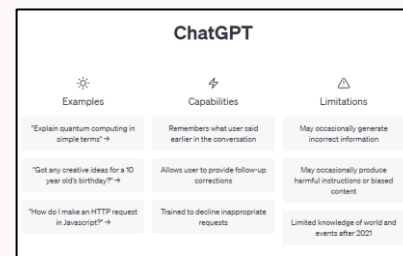 ChatGPT
Examples
Capabilities
Limitations
"Explain quantum computing in
simple terms" →
Remembers what user said
earlier in the conversation
May occasionally generate
incorrect information
"Got any creative ideas for a 10
year old's birthday?" →
Allows user to provide follow-up
corrections
May occasionally produce
harmful instructions or biased
content
"How do I make an HTTP request
in Javascript?" →
Trained to decline inappropriate
requests
Limited knowledge of world and
events after 2021